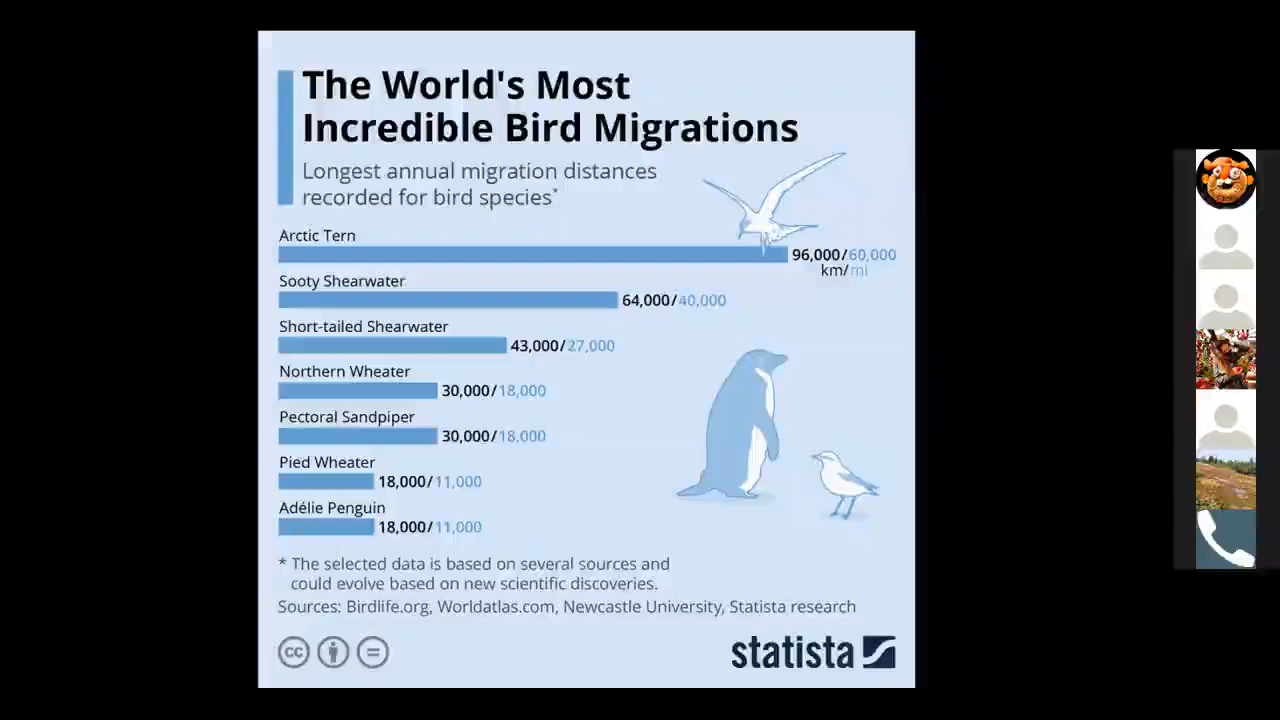 The World's Most
Incredible Bird Migrations
Longest annual migration distances
recorded for bird species*
Arctic Tern
96,000/60,000
km/mi
Sooty Shearwater
64,000/40,000
Short-tailed Shearwater
43,000/27,000
Northern Wheater
30,000/18,000
Pectoral Sandpiper
30,000/18,000
Pied Wheater
18,000/11,000
Adélie Penguin
18,000/11,000
* The selected data is based on several sources and
could evolve based on new scientific discoveries.
Sources: Birdlife.org, Worldatlas.com, Newcastle University, Statista research
cc
statista